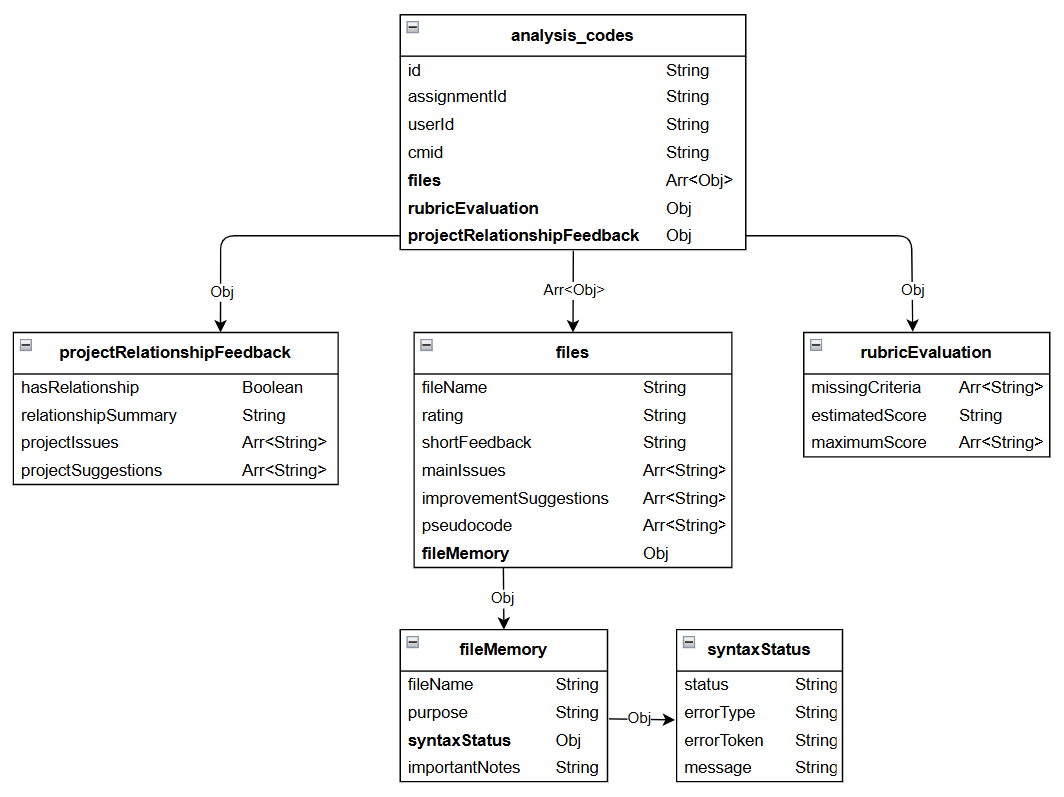 analysis_codes
id String
assignmentId String
userId String
cmid String
files Arr<Obj>
rubricEvaluation Obj
projectRelationshipFeedback Obj
Obj
Arr<Obj>
Obj
projectRelationshipFeedback
hasRelationship Boolean
relationshipSummary String
projectIssues Arr<String>
projectSuggestions Arr<String>
files
fileName String
rating String
shortFeedback String
mainIssues Arr<String>
improvementSuggestions Arr<String>
pseudocode Arr<String>
fileMemory Obj
rubricEvaluation
missingCriteria Arr<String>
estimatedScore String
maximumScore Arr<String>
Obj
fileMemory
fileName String
purpose String
syntaxStatus Obj
importantNotes String
Obj
syntaxStatus
status String
errorType String
errorToken String
message String